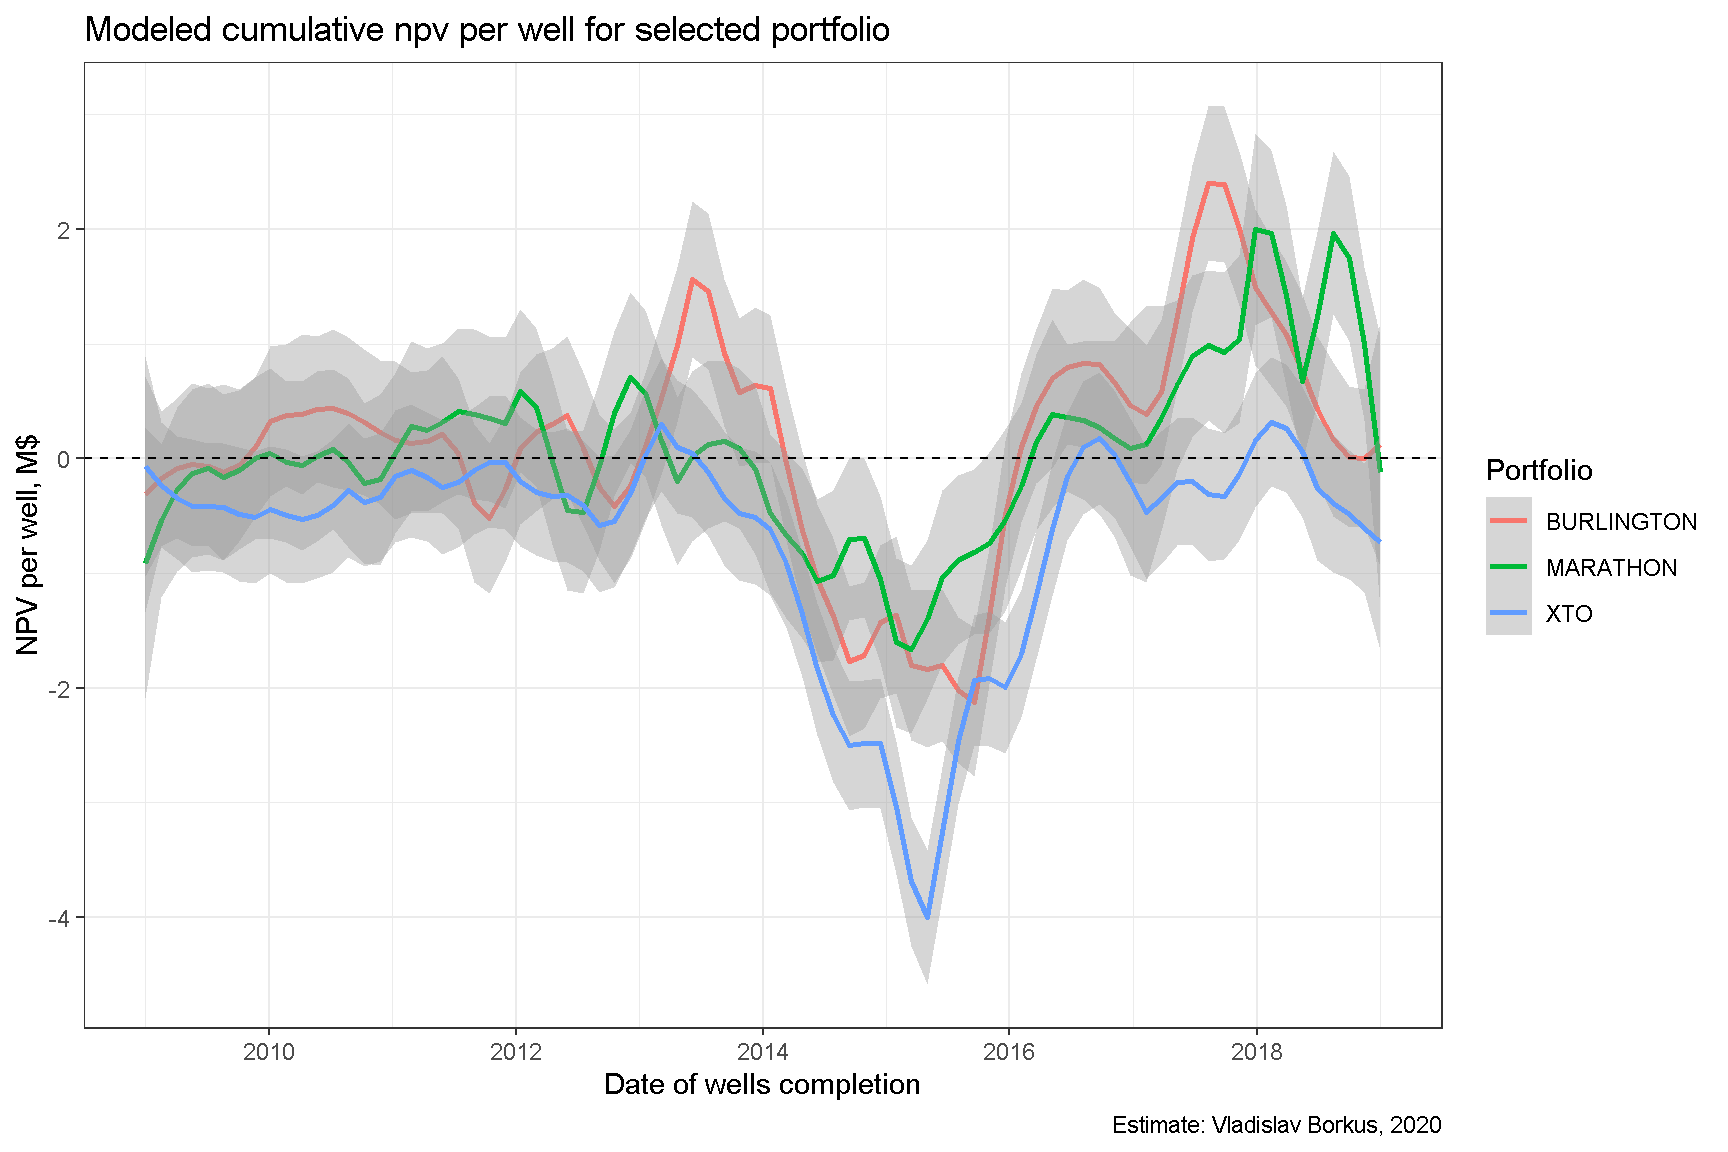 Modeled cumulative npv per well for selected portfolio
NPV per well, M$
2
0
-2
-4
2010
2012
2014
2016
2018
Date of wells completion
Portfolio
BURLINGTON
MARATHON
XTO
Estimate: Vladislav Borkus, 2020